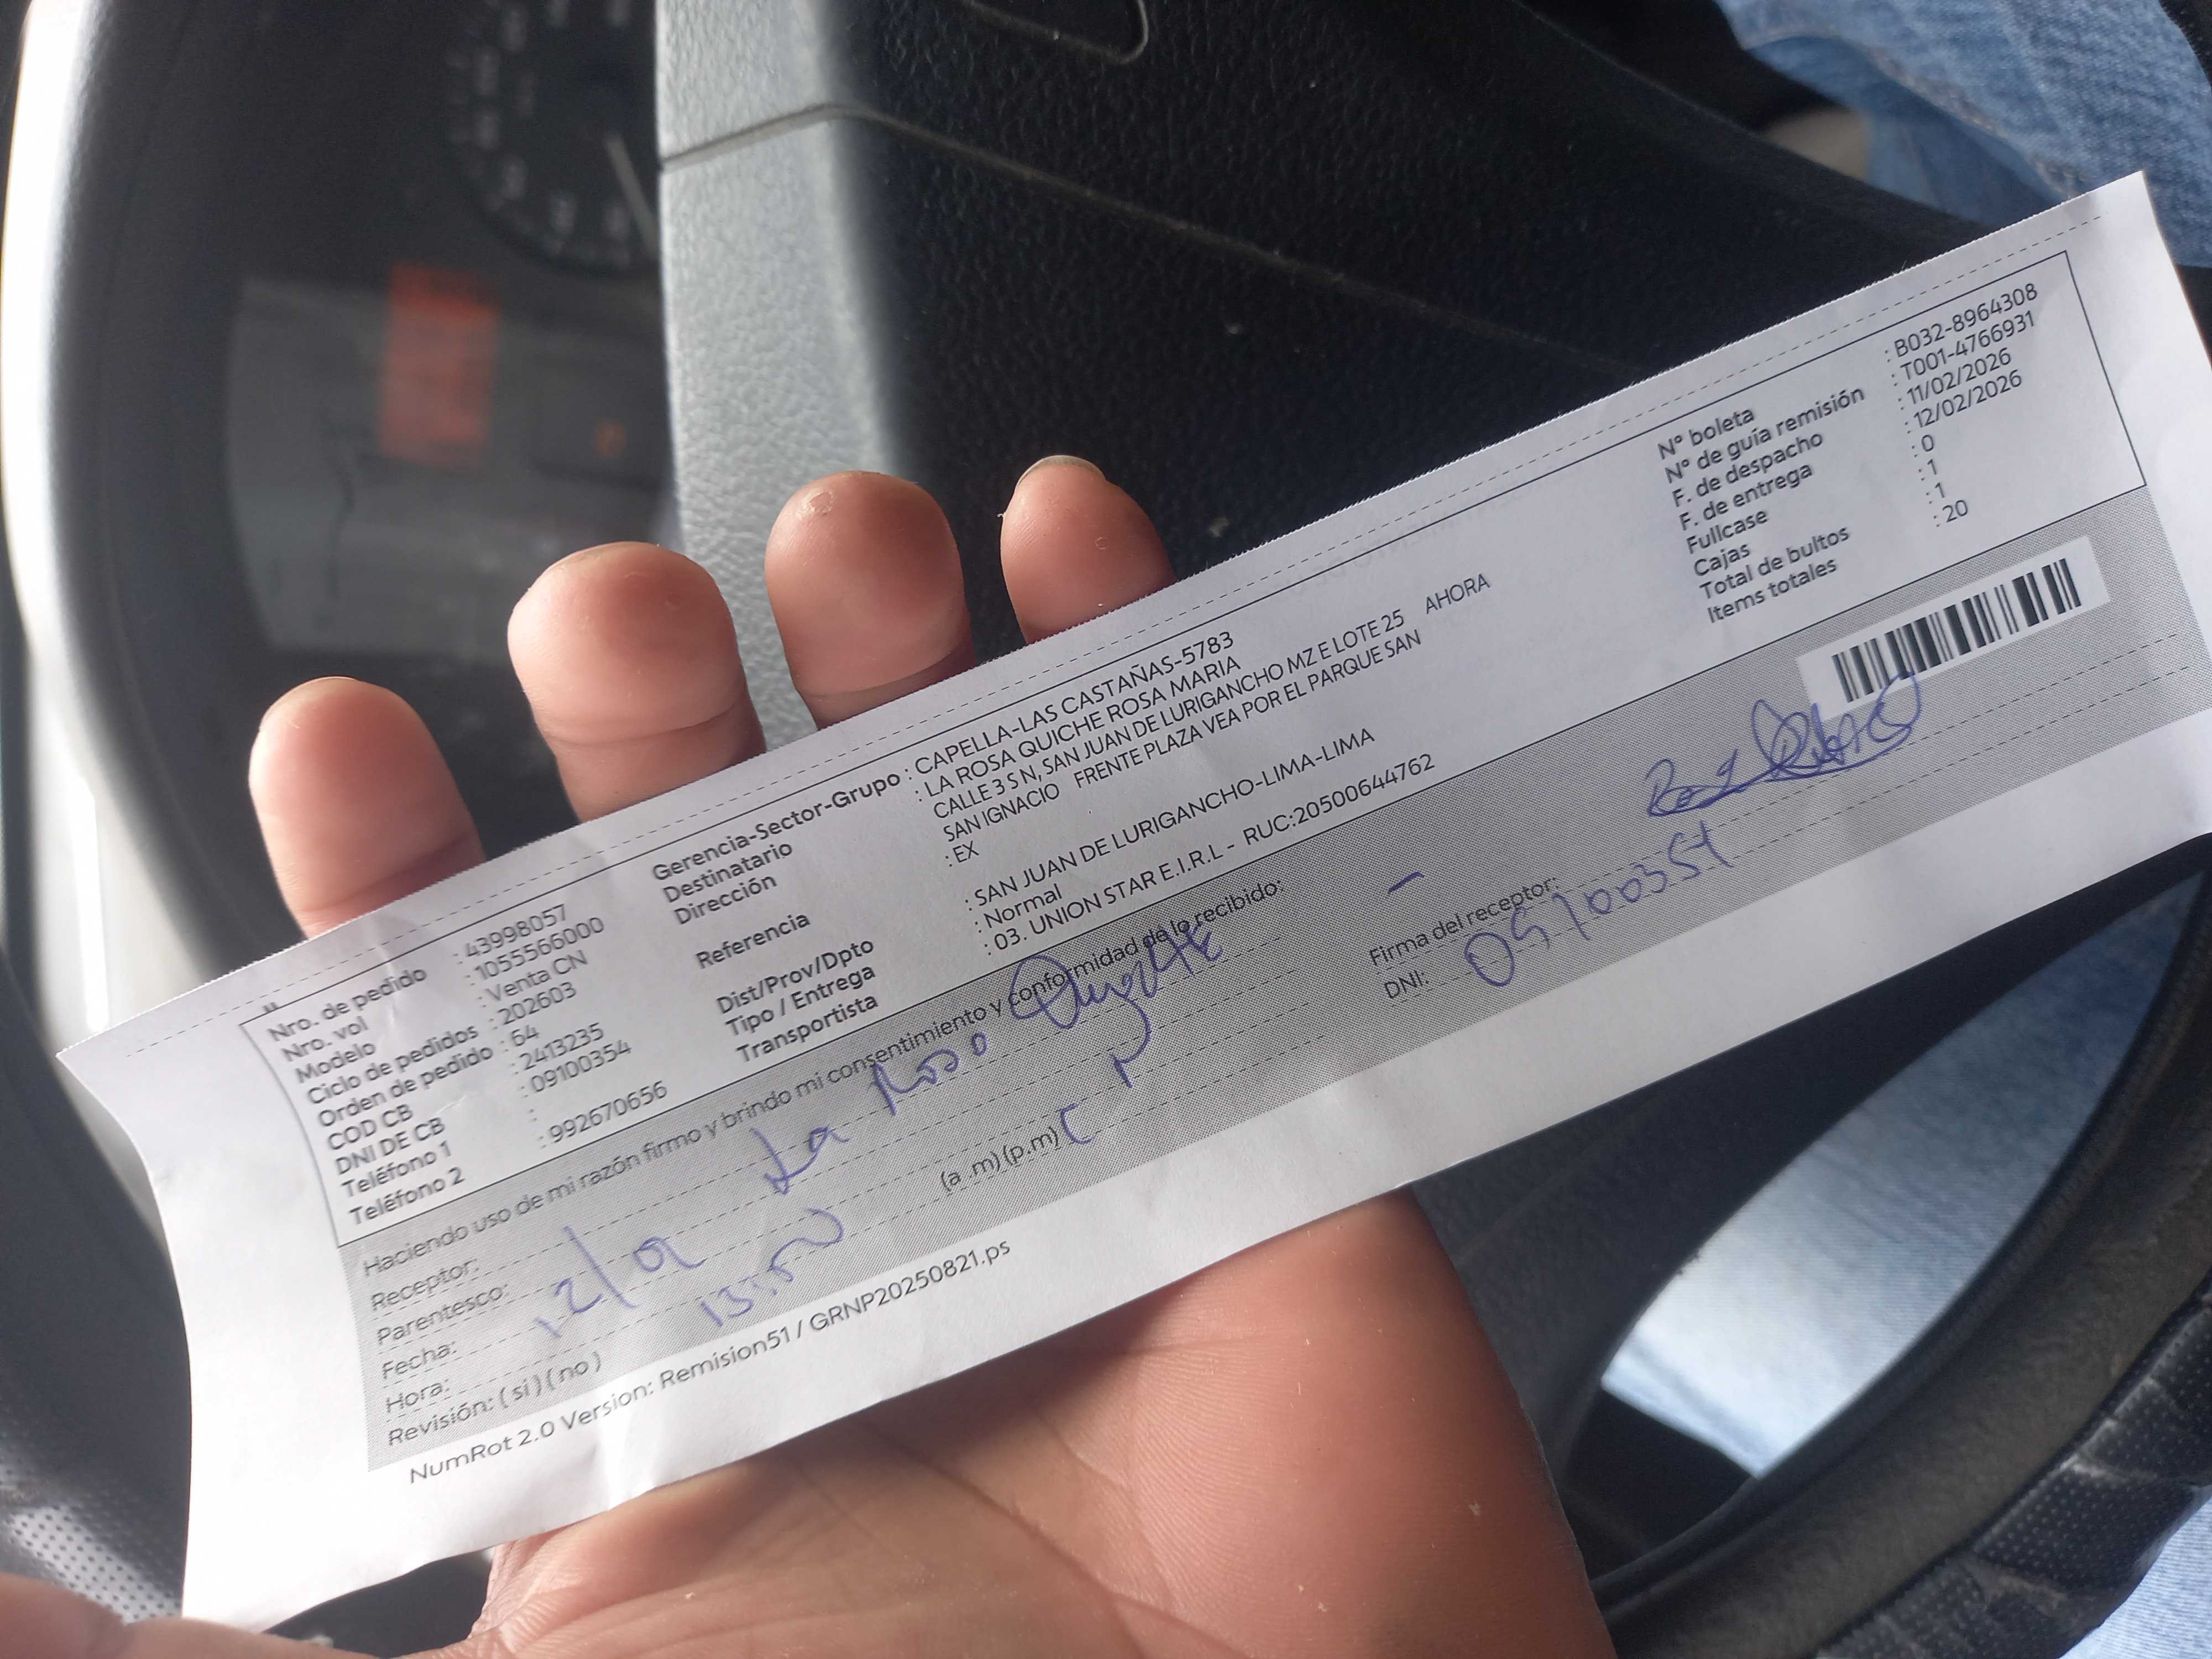 Nro. de pedido : 43998057
Nro. vol : 1055566000
Modelo : Venta CN
Ciclo de pedidos : 202603
Orden de pedido : 64
COD CB : 2413235
DNI DE CB : 09100354
Teléfono 1 :
Teléfono 2 : 992670656
Gerencia-Sector-Grupo : CAPELLA-LAS CASTAÑAS-5783
Destinatario : LA ROSA QUICHE ROSA MARIA
Dirección CALLE 3 S N, SAN JUAN DE LURIGANCHO MZ E LOTE 25 AHORA
SAN IGNACIO FRENTE PLAZA VEA POR EL PARQUE SAN
Referencia : EX
Dist/Prov/Dpto : SAN JUAN DE LURIGANCHO-LIMA-LIMA
Tipo / Entrega : Normal
Transportista : 03. UNION STAR E.I.R.L - RUC:20500644762
N° boleta : B032-8964308
N° de guía remisión : T001-4766931
F. de despacho : 11/02/2026
F. de entrega : 12/02/2026
Fullcase : 0
Cajas : 1
Total de bultos : 1
Items totales : 20
Haciendo uso de mi razón firmo y brindo mi consentimiento y conformidad de lo recibido:
Receptor: La Rosa
Parentesco:
Fecha:
Hora: (a .m) (p.m)
Revisión: ( si ) ( no )
Firma del receptor:
DNI: 09100354
NumRot 2.0 Version: Remision51 / GRNP20250821.ps